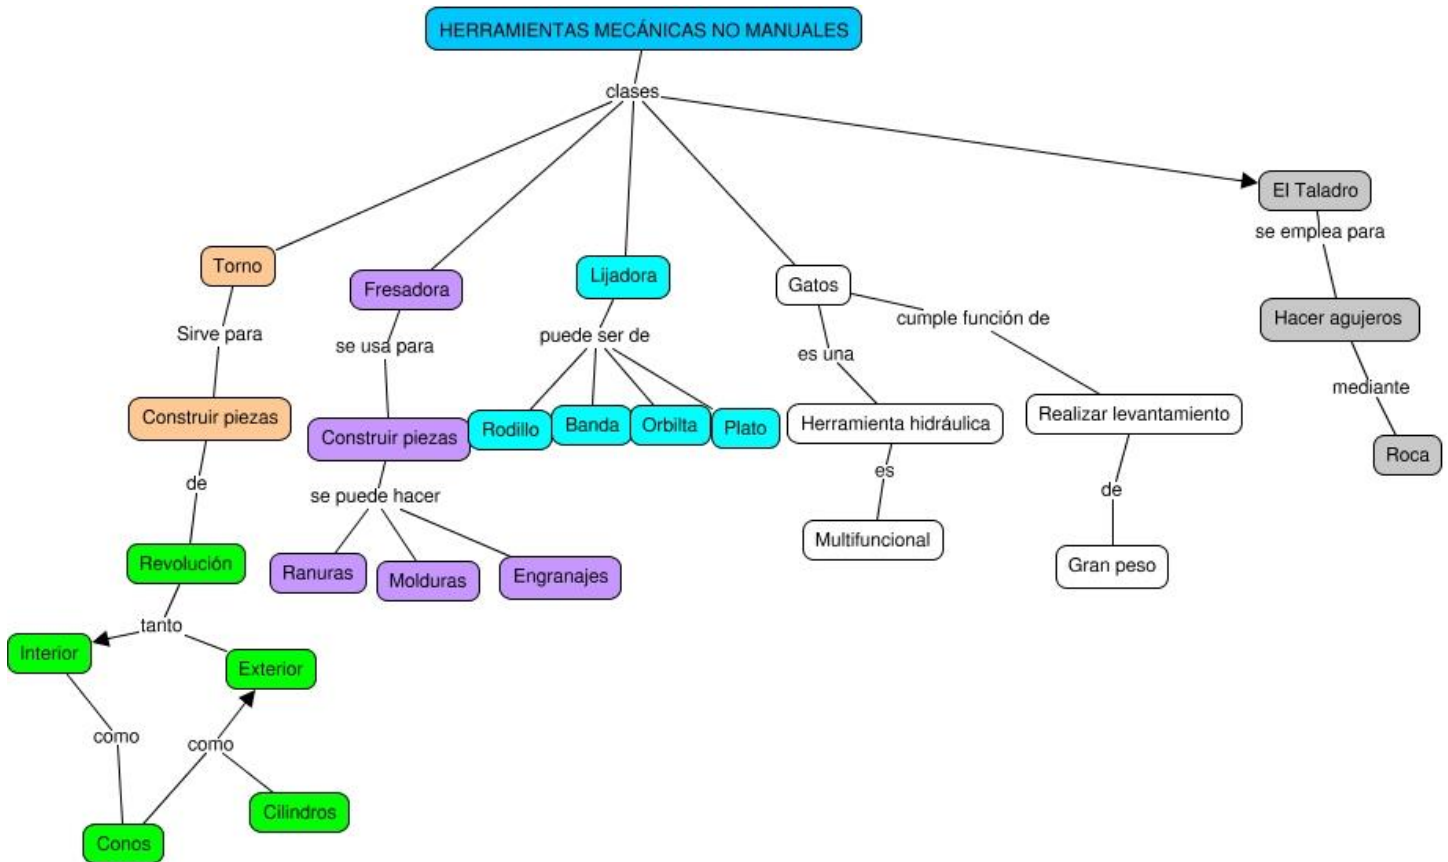 HERRAMIENTAS MECÁNICAS NO MANUALES
clases
El Taladro
se emplea para
Torno
Fresadora
Lijadora
Gatos
Hacer agujeros
cumple función de
Sirve para
se usa para
puede ser de
es una
mediante
Construir piezas
Construir piezas
Rodillo
Banda
Orbilta
Plato
Herramienta hidráulica
Realizar levantamiento
Roca
de
se puede hacer
es
de
Multifuncional
Gran peso
Revolución
Ranuras
Molduras
Engranajes
tanto
Interior
Exterior
como
como
Cilindros
Conos